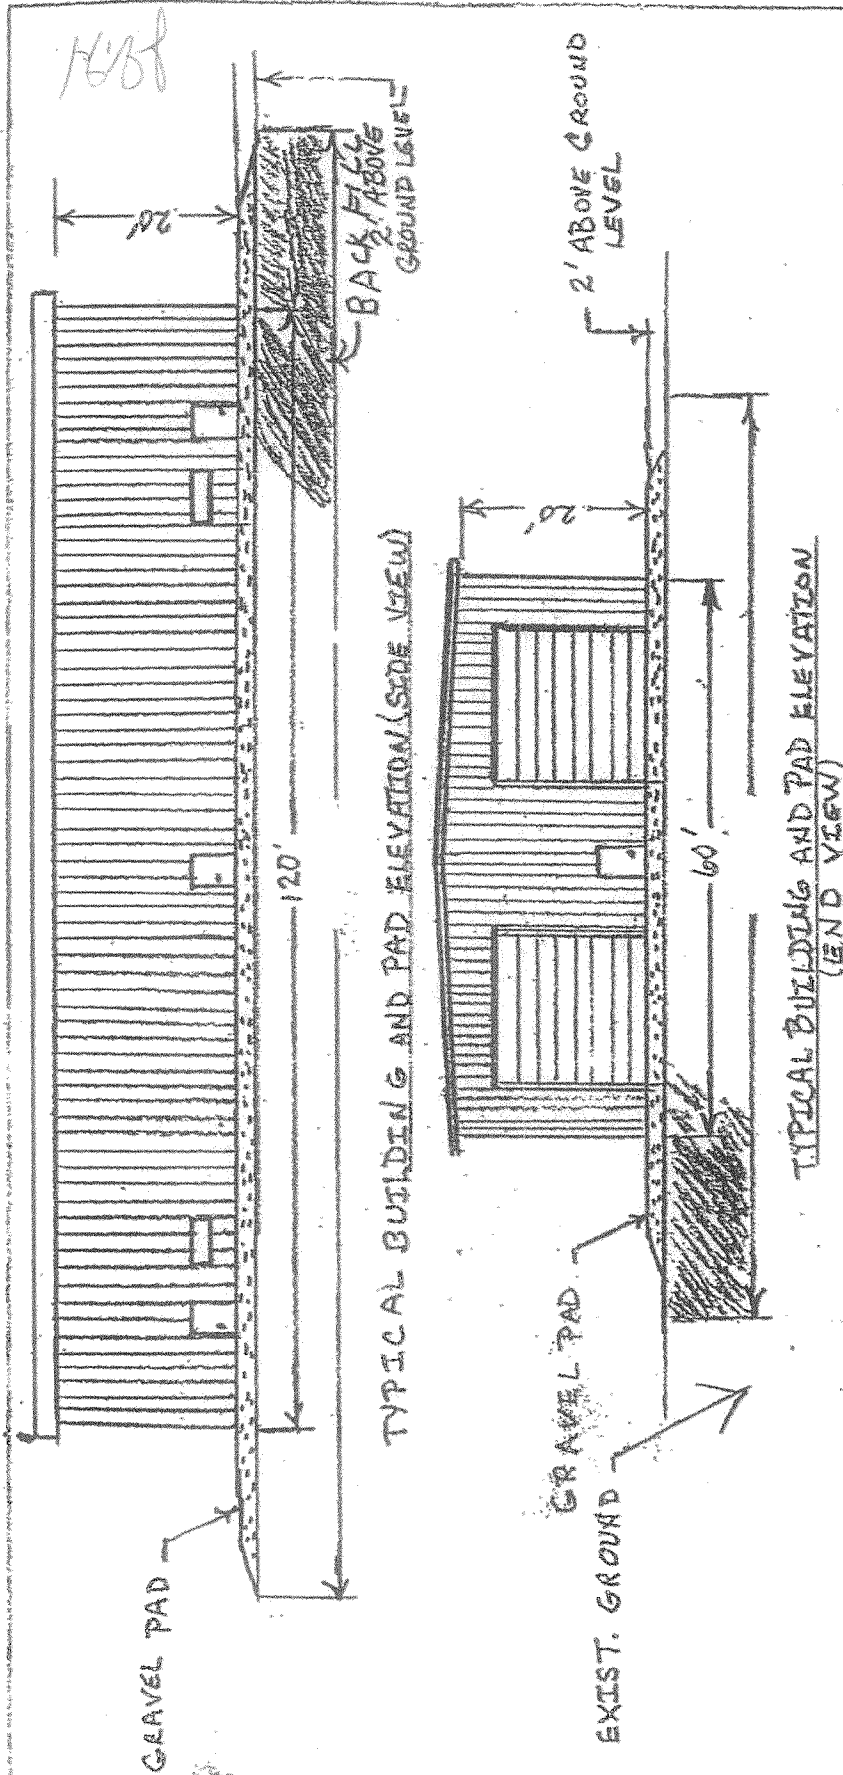 20'
BACK FILL
2' ABOVE
GROUND LEVEL
GRAVEL PAD
120'
TYPICAL BUILDING AND PAD ELEVATION (SIDE VIEW)
2' ABOVE GROUND
LEVEL
20'
GRAVEL PAD
EXIST. GROUND
60'
TYPICAL BUILDING AND PAD ELEVATION
(END VIEW)